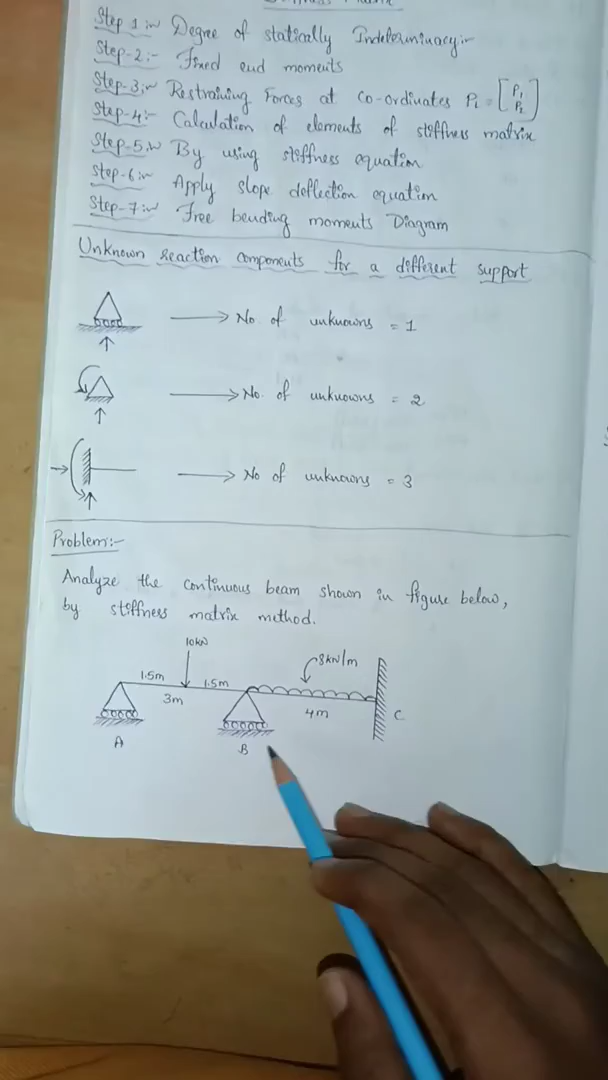 Stiffness Matrix
Step 1:- Degree of statically Indeterminacy:-
Step-2:- Fixed end moments
Step-3:- Restraining Forces at co-ordinates PL = [P1 P2]
Step-4:- Calculation of elements of stiffness matrix
Step-5:- By using stiffness equation
Step-6:- Apply slope deflection equation
Step-7:- Free bending moments Diagram
Unknown reaction components for a different support
No. of unknowns = 1
No. of unknowns = 2
No of unknowns = 3
Problem:-
Analyze the continuous beam shown in figure below,
by stiffness matrix method.
10kN
8kN/m
1.5m 1.5m
3m 4m
A B C